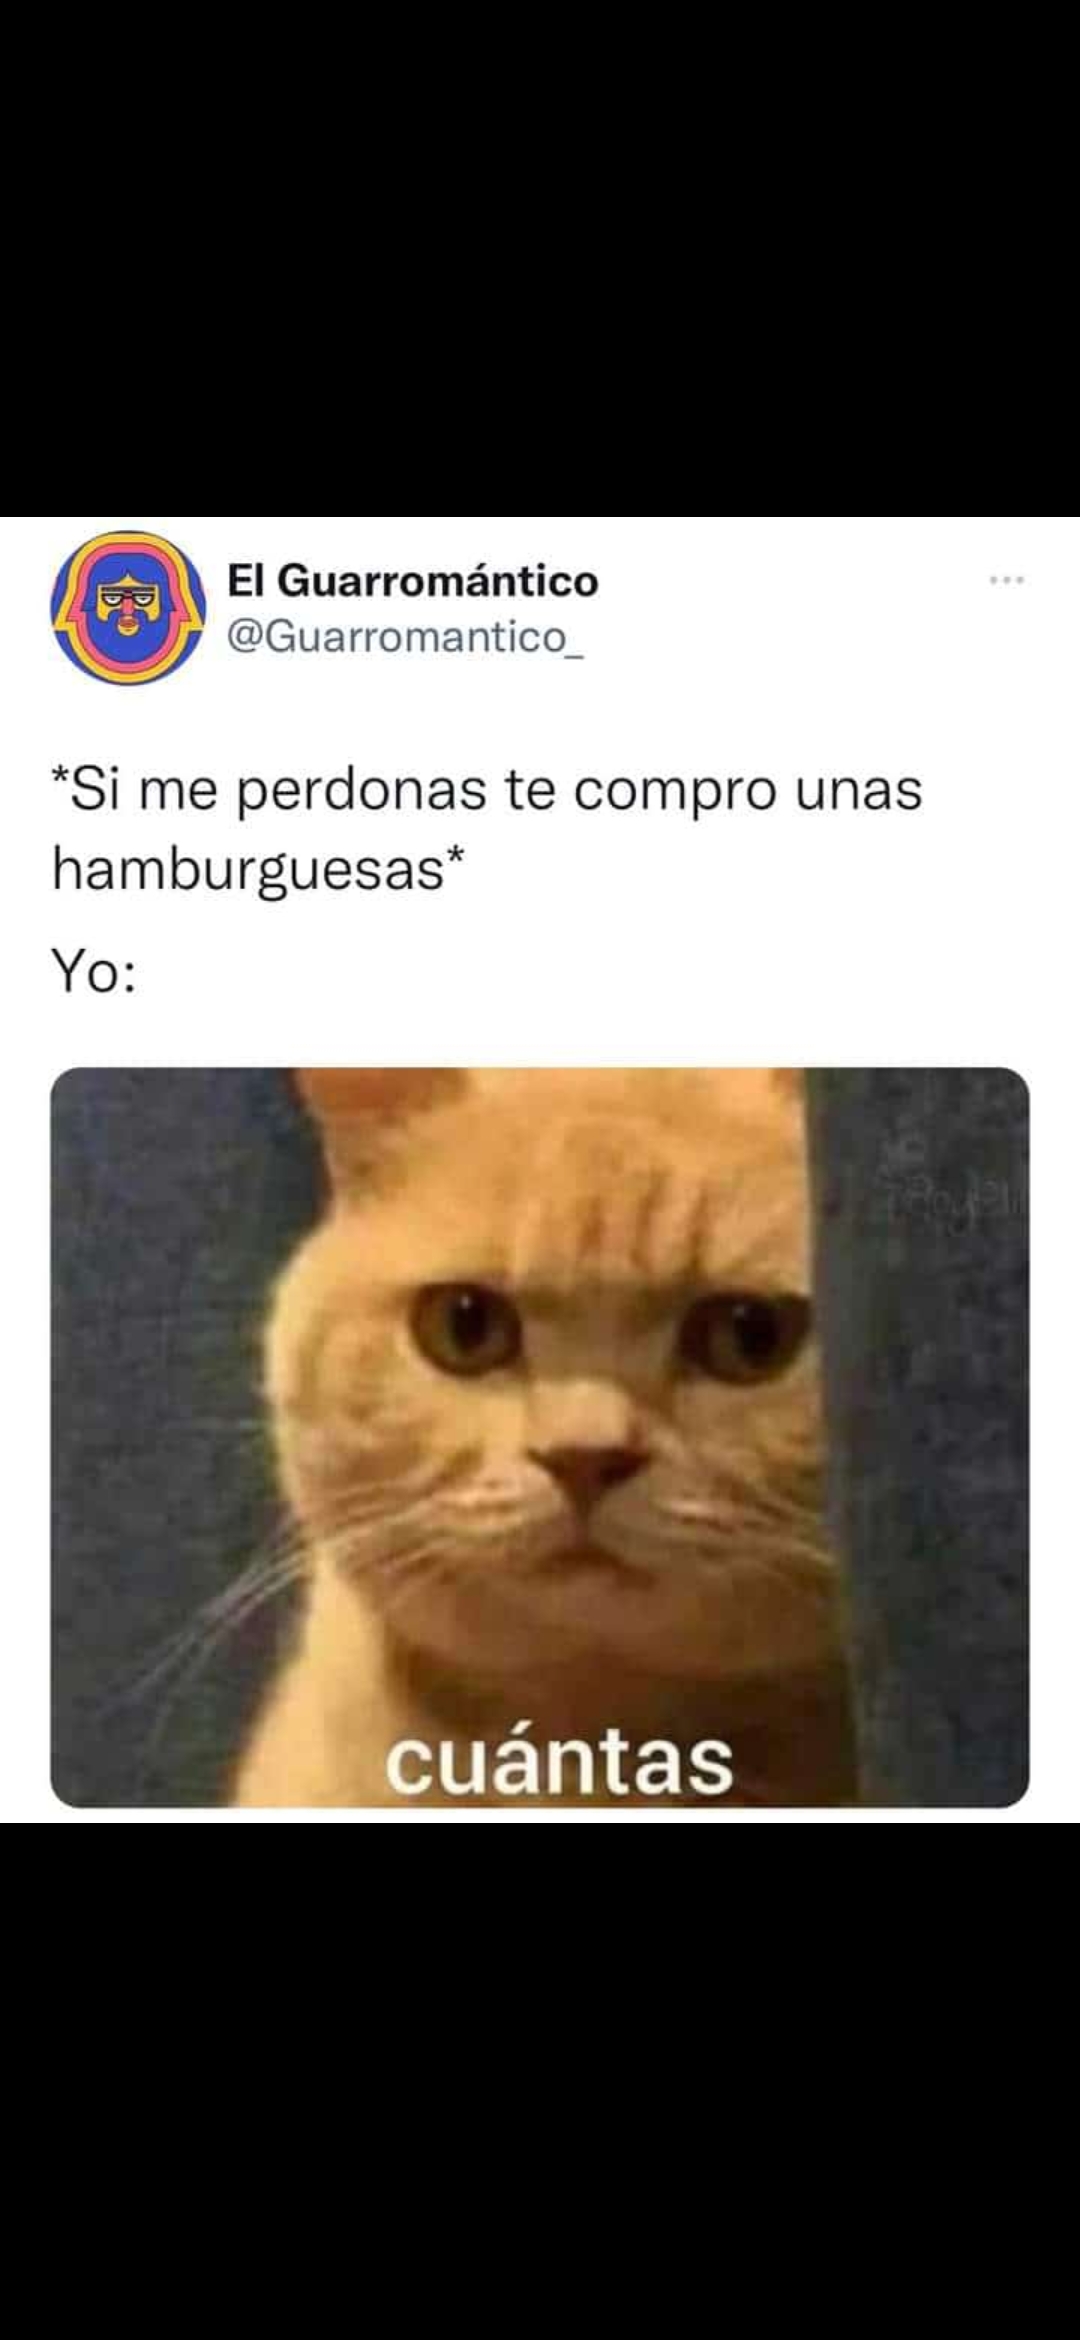 El Guarromántico
@Guarromantico_
*Si me perdonas te compro unas
hamburguesas*
Yo:
cuántas